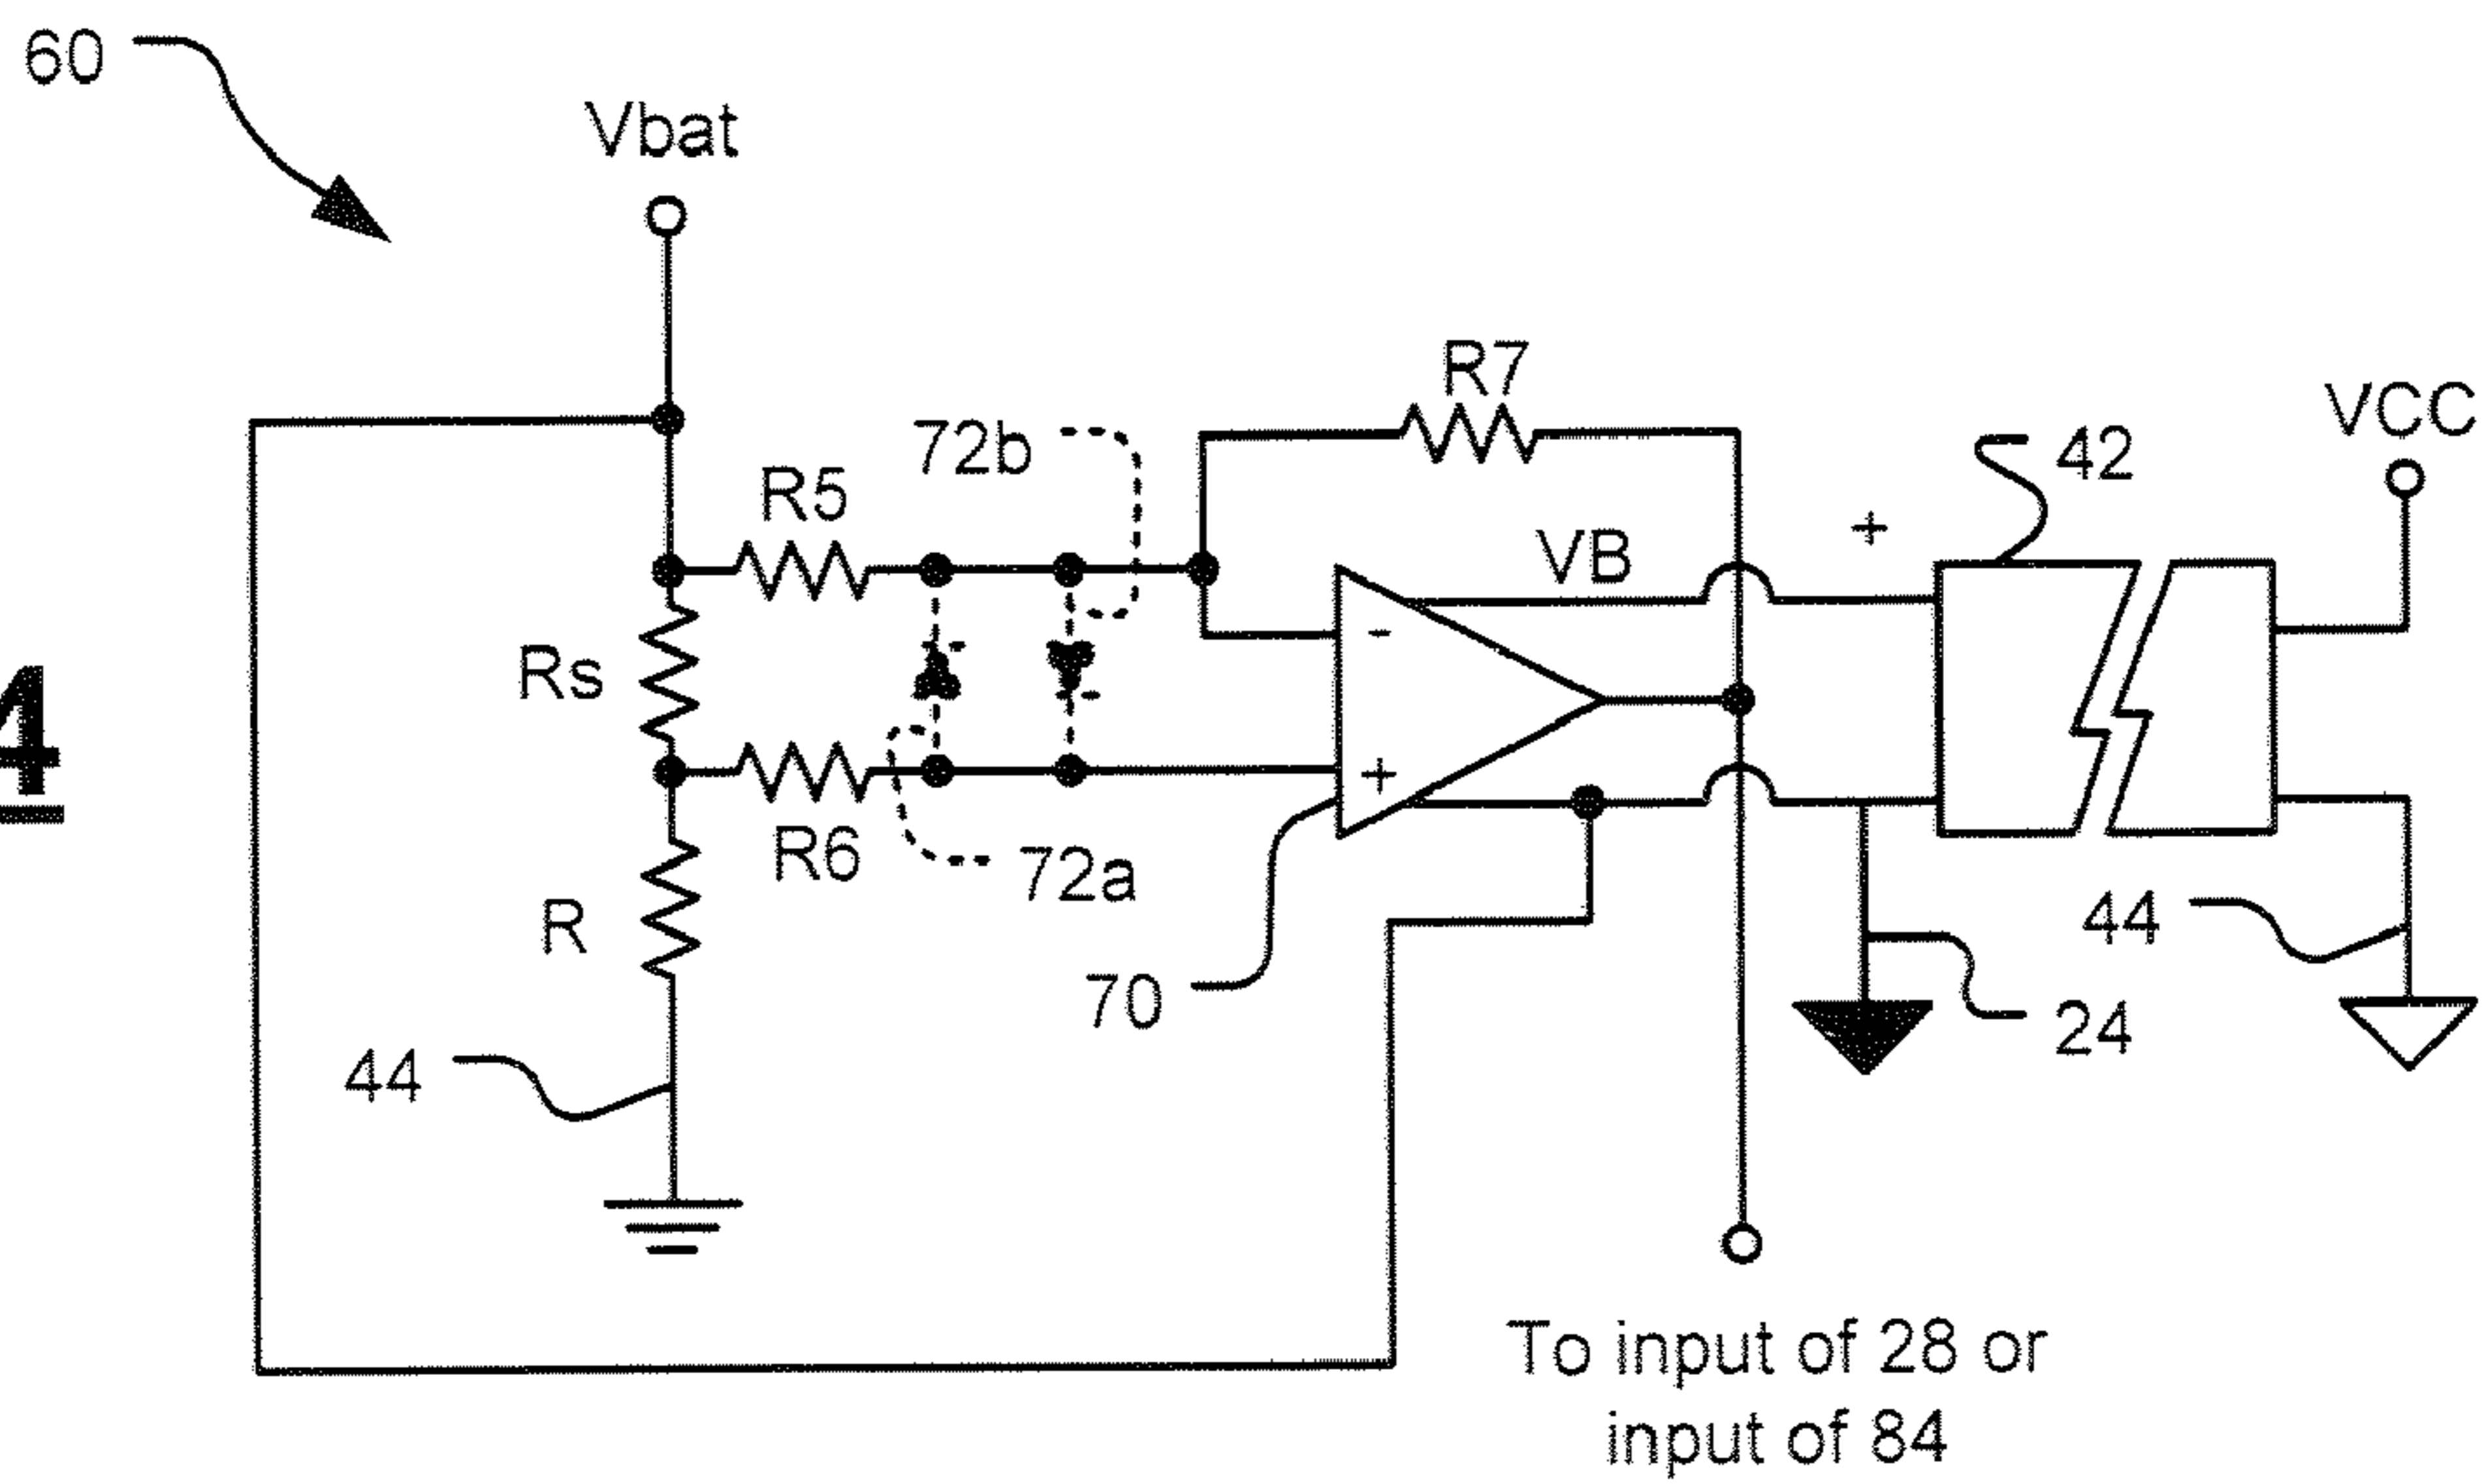 60
Vbat
R7
VCC
72b
42
R5
VB
+
Rs
-
4
+
R6
72a
R
70
44
24
44
To input of 28 or
input of 84